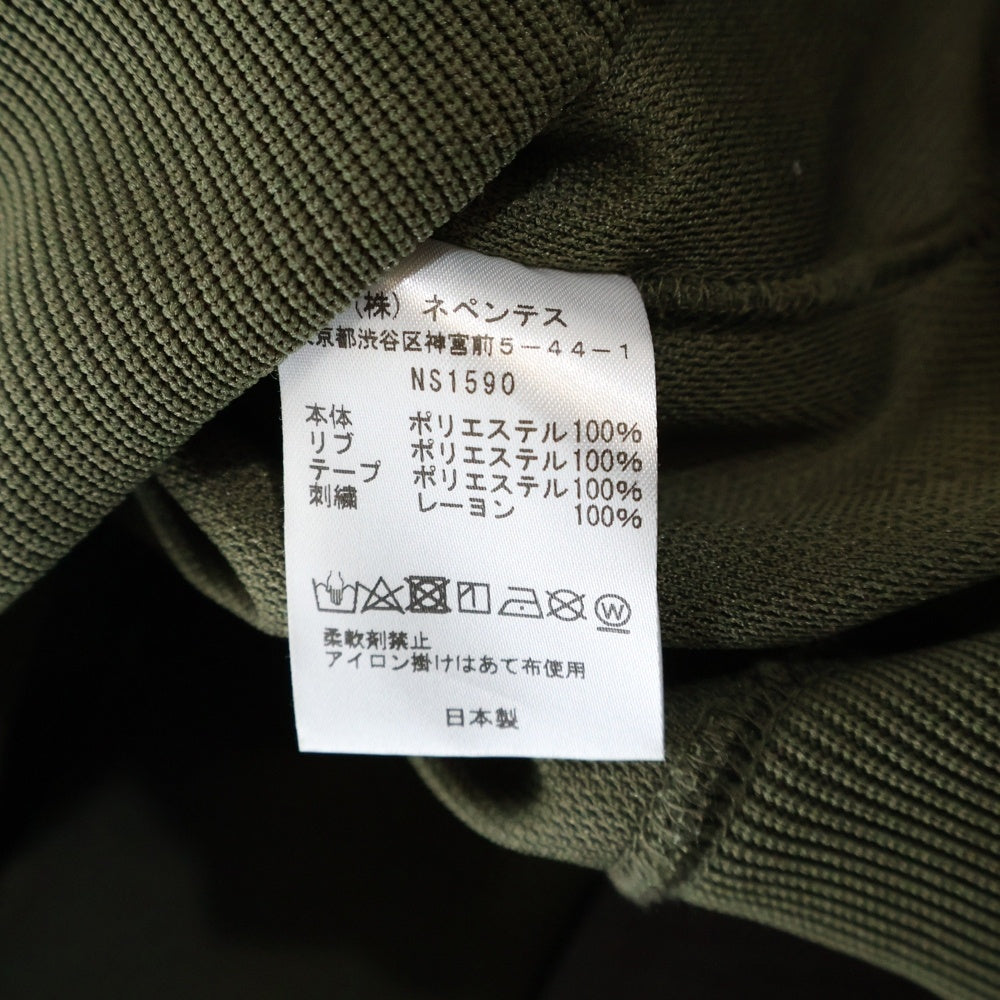 (株) ネペンテス
京都渋谷区神宮前5-44-1
NS1590
本体 ポリエステル100%
リブ ポリエステル100%
テープ ポリエステル100%
刺繍 レーヨン 100%
W
柔軟剤禁止
アイロン掛けはあて布使用
日本製